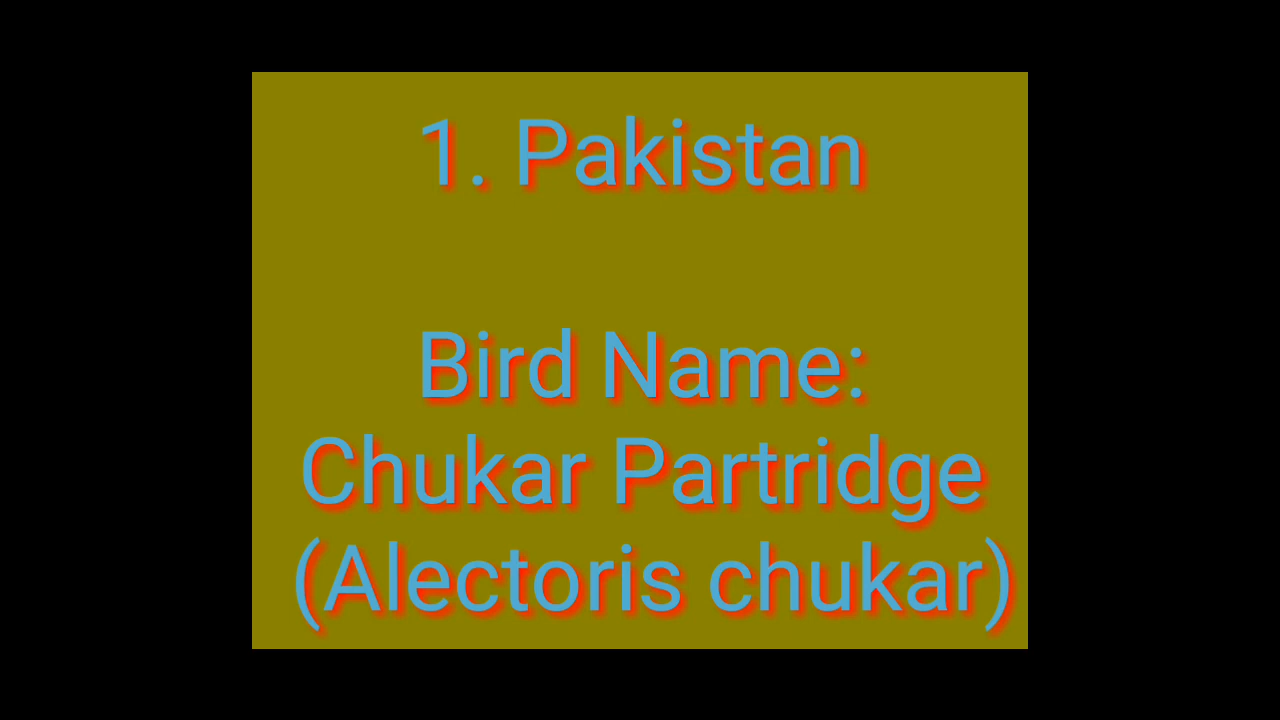 1. Pakistan
Bird Name:
Chukar Partridge
(Alectoris chukar)